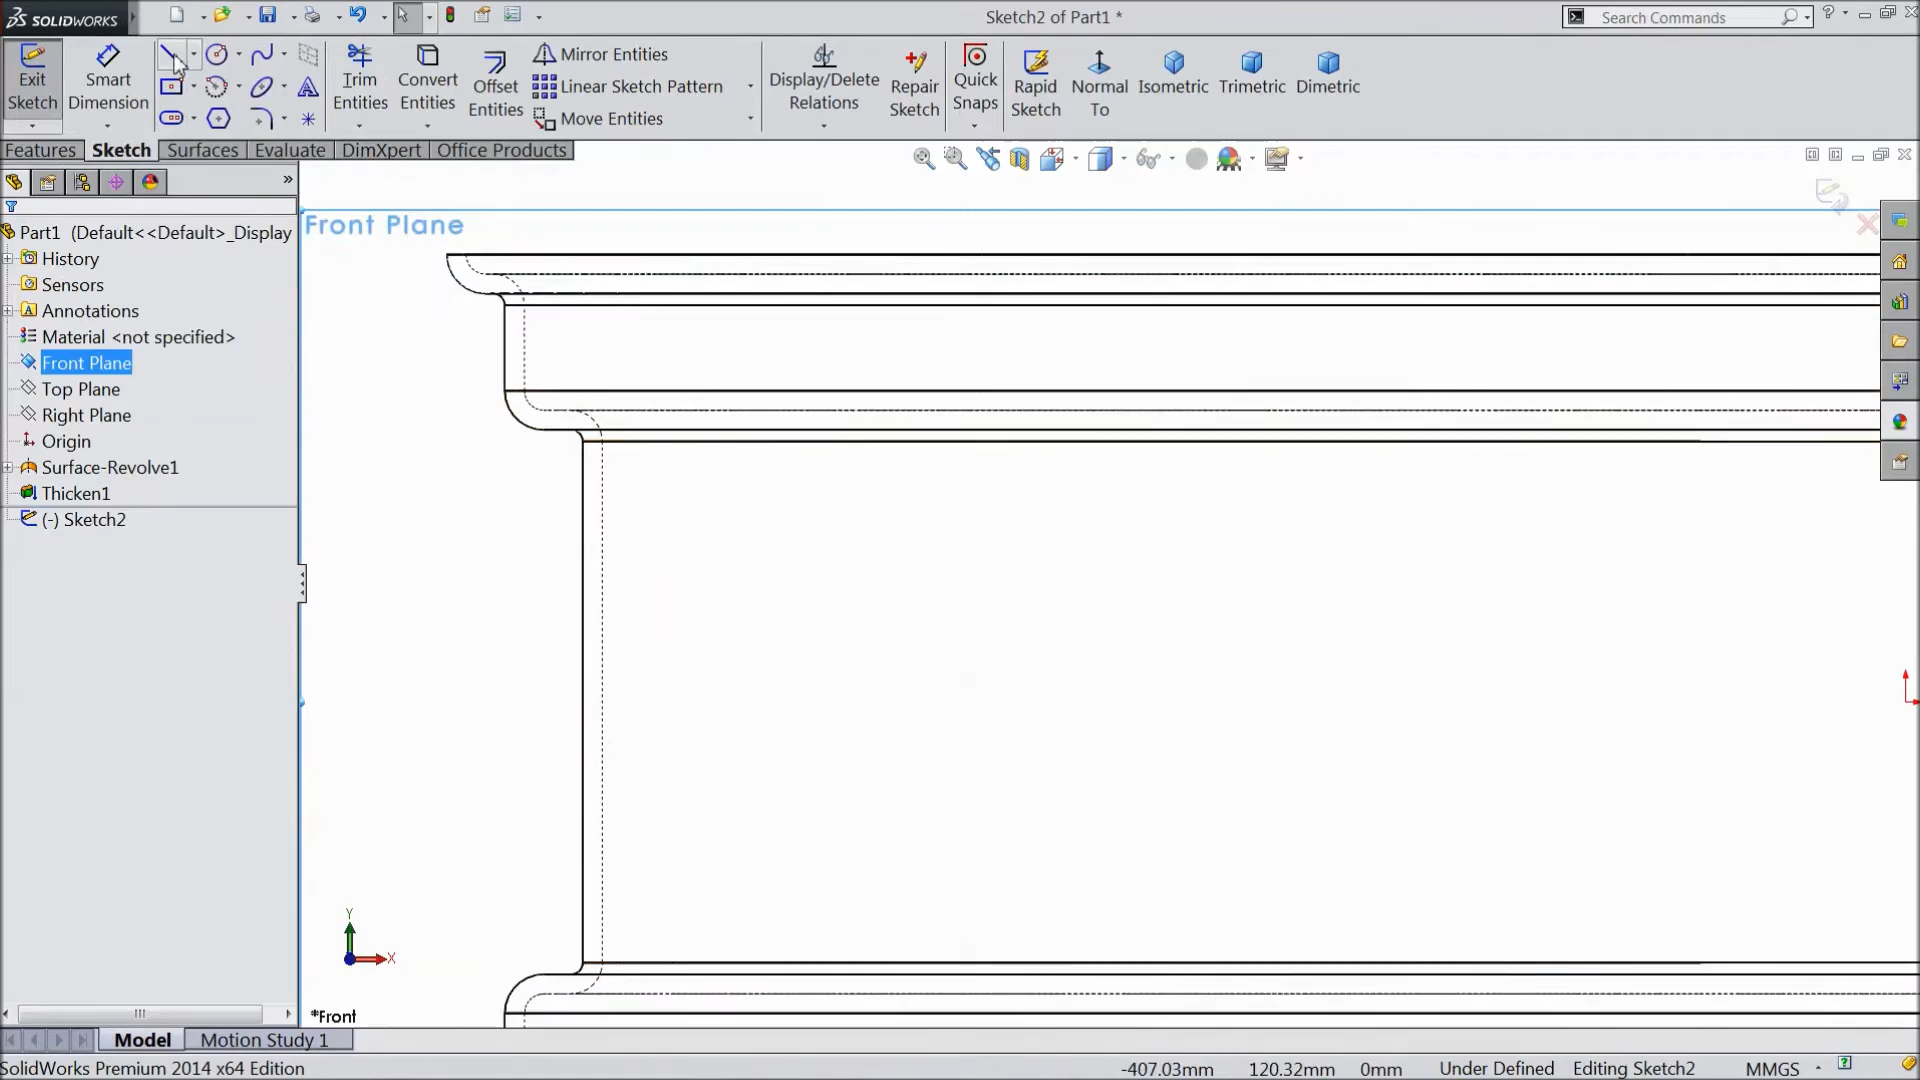 SOLIDWORKS
Sketch2 of Part1 *
Search Commands
Exit Sketch
Smart Dimension
Trim Entities
Convert Entities
Offset Entities
Mirror Entities
Linear Sketch Pattern
Move Entities
Display/Delete Relations
Repair Sketch
Quick Snaps
Rapid Sketch
Normal To
Isometric
Trimetric
Dimetric
Features
Sketch
Surfaces
Evaluate
DimXpert
Office Products
Part1 (Default<<Default>_Display
History
Sensors
Annotations
Material <not specified>
Front Plane
Top Plane
Right Plane
Origin
Surface-Revolve1
Thicken1
(-) Sketch2
Front Plane
Y
X
*Front
Model
Motion Study 1
SolidWorks Premium 2014 x64 Edition
-407.03mm
120.32mm
0mm
Under Defined
Editing Sketch2
MMGS